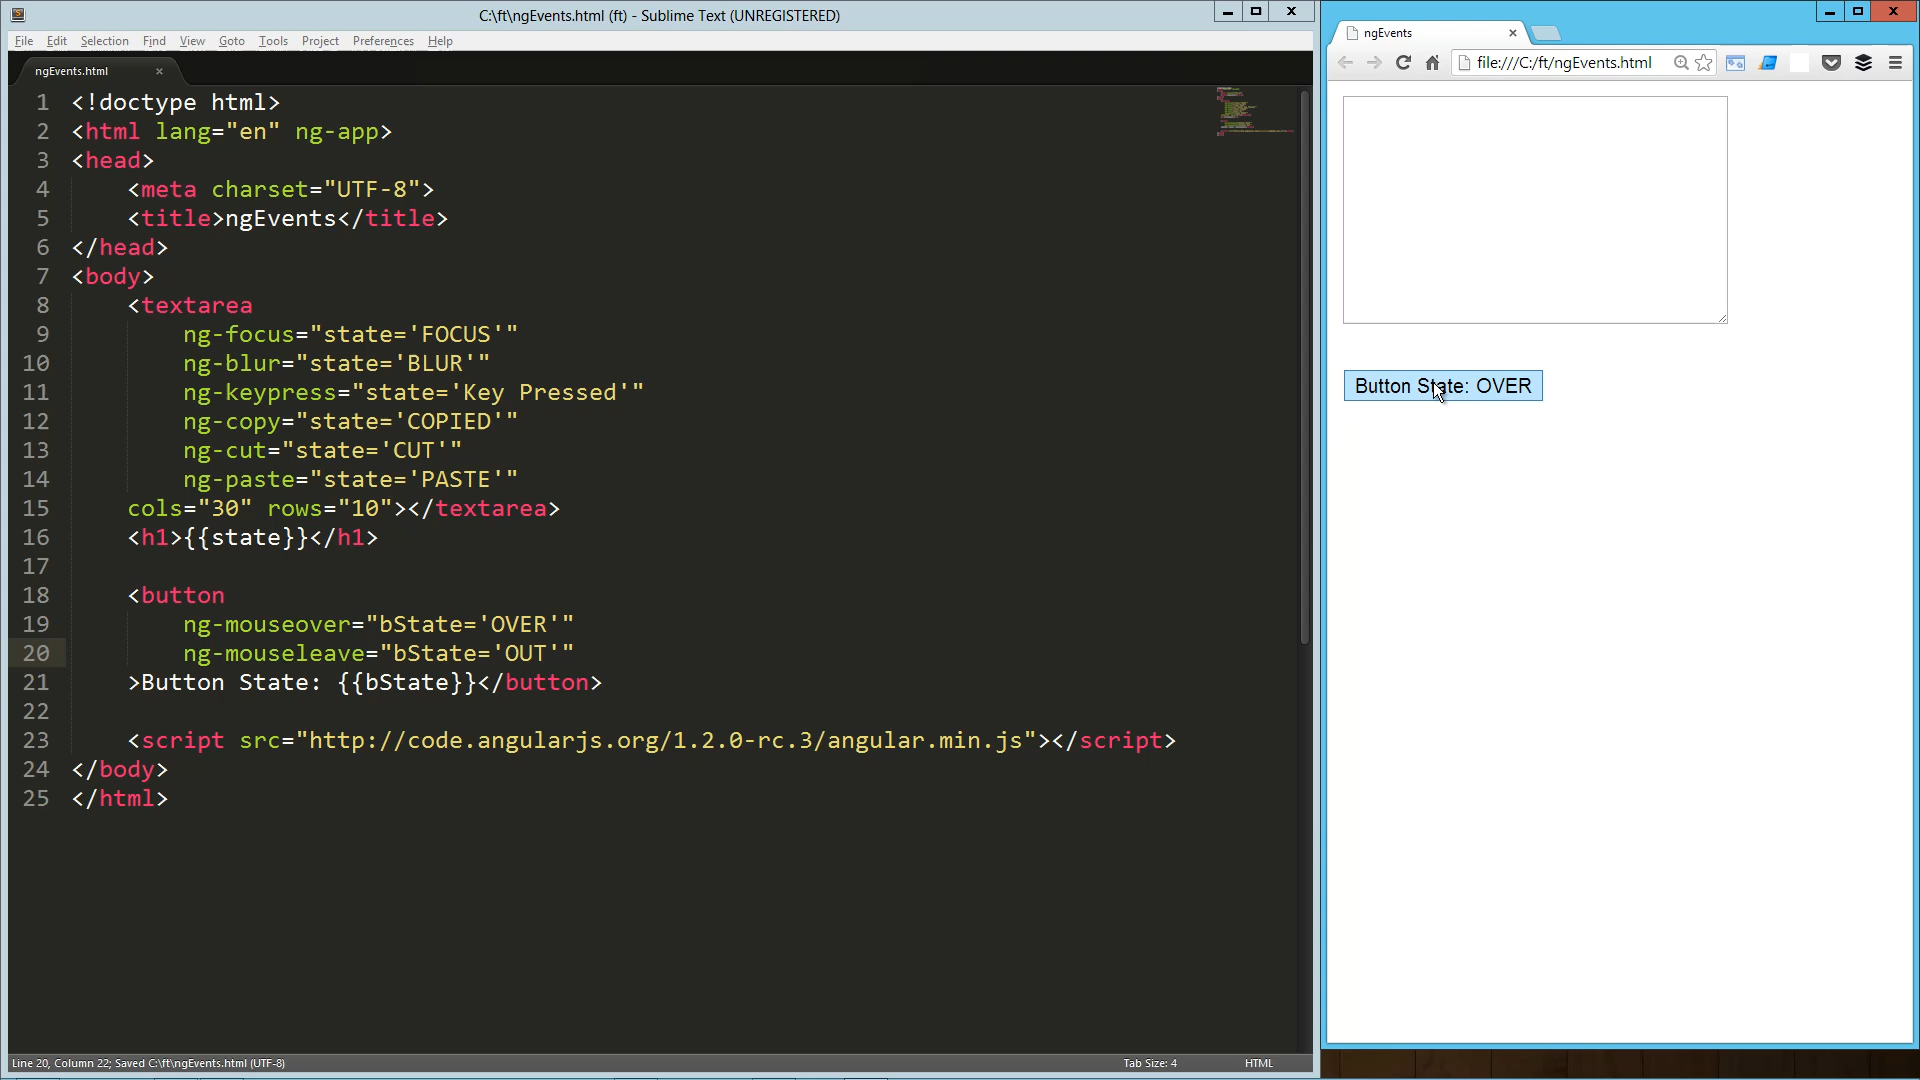 C:\ft\ngEvents.html (ft) - Sublime Text (UNREGISTERED)
File Edit Selection Find View Goto Tools Project Preferences Help
ngEvents.html
1 <!doctype html>
2 <html lang="en" ng-app>
3 <head>
4     <meta charset="UTF-8">
5     <title>ngEvents</title>
6 </head>
7 <body>
8     <textarea
9         ng-focus="state='FOCUS'"
10         ng-blur="state='BLUR'"
11         ng-keypress="state='Key Pressed'"
12         ng-copy="state='COPIED'"
13         ng-cut="state='CUT'"
14         ng-paste="state='PASTE'"
15     cols="30" rows="10"></textarea>
16     <h1>{{state}}</h1>
17
18     <button
19         ng-mouseover="bState='OVER'"
20         ng-mouseleave="bState='OUT'"
21     >Button State: {{bState}}</button>
22
23     <script src="http://code.angularjs.org/1.2.0-rc.3/angular.min.js"></script>
24 </body>
25 </html>
Line 20, Column 22; Saved C:\ft\ngEvents.html (UTF-8)
Tab Size: 4
HTML
ngEvents
file:///C:/ft/ngEvents.html
Button State: OVER